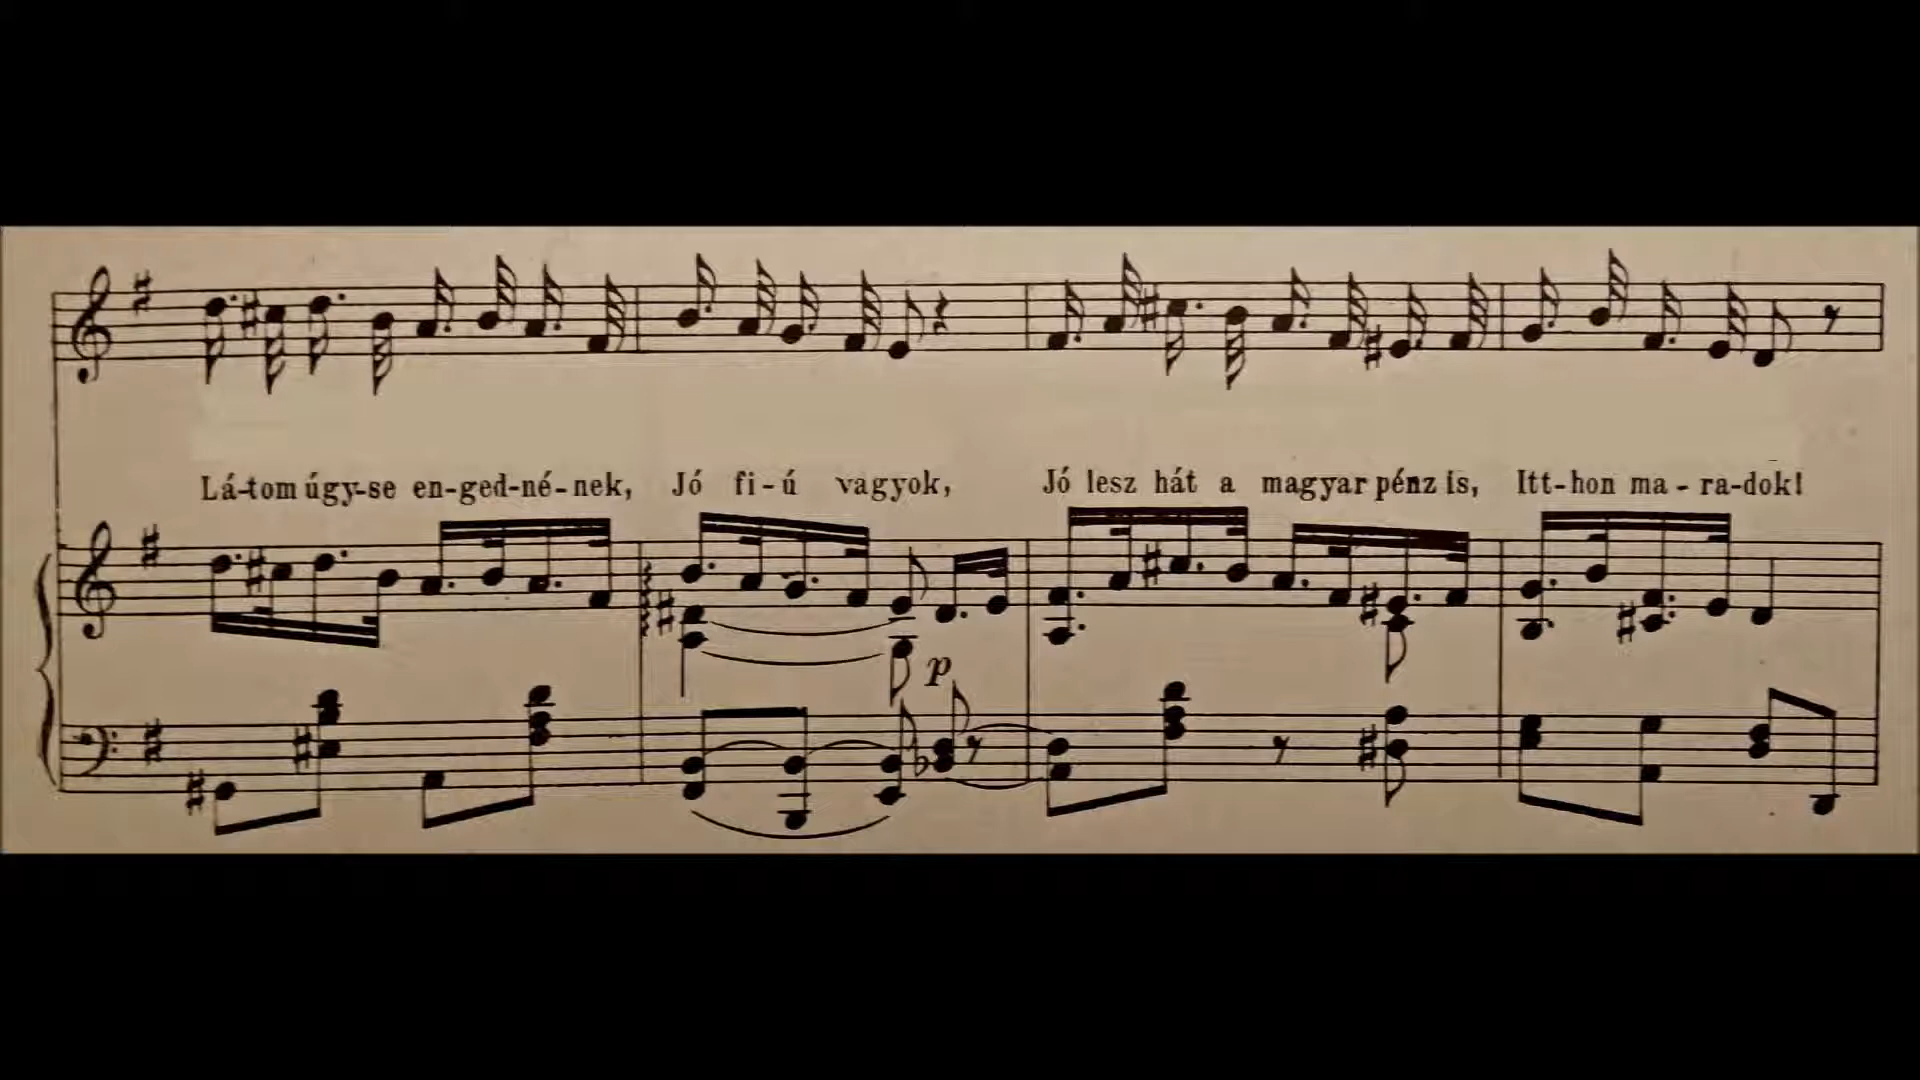 Lá-tom úgy-se en-ged-né-nek, Jó fi-ú vagyok, Jó lesz hát a magyar pénz is, Itt-hon ma-ra-dok!
p